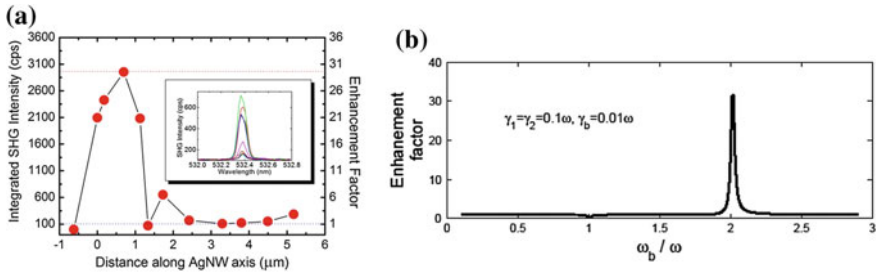 (a)
Integrated SHG Intensity (cps)
3600
3100
2600
2100
1600
1100
600
100
36
31
26
21
16
11
6
1
Enhancement Factor
-1 0 1 2 3 4 5 6
Distance along AgNW axis (μm)
SHG Intensity (cps)
600
400
200
532.0 532.2 532.4 532.6 532.8
Wavelength (nm)
(b)
Enhanement
factor
40
30
20
10
0
γ1=γ2=0.1ω, γb=0.01ω
0 0.5 1 1.5 2 2.5 3
ωb / ω